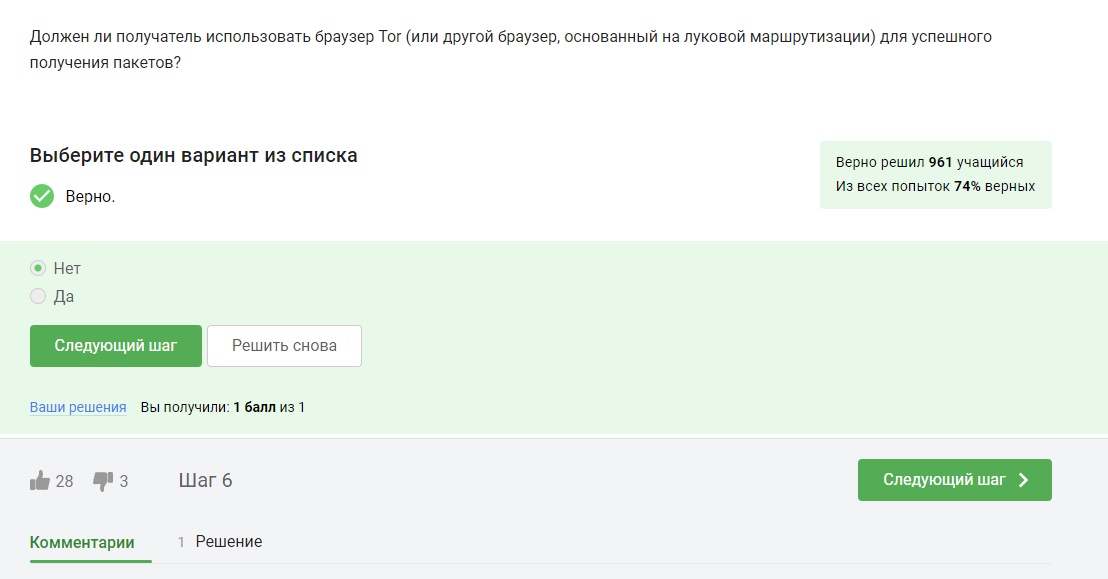 Должен ли получатель использовать браузер Tor (или другой браузер, основанный на луковой маршрутизации) для успешного
получения пакетов?
Выберите один вариант из списка
Верно.
Верно решил 961 учащийся
Из всех попыток 74% верных
Нет
Да
Следующий шаг
Решить снова
Ваши решения Вы получили: 1 балл из 1
28 3 Шаг 6
Следующий шаг
Комментарии
1 Решение